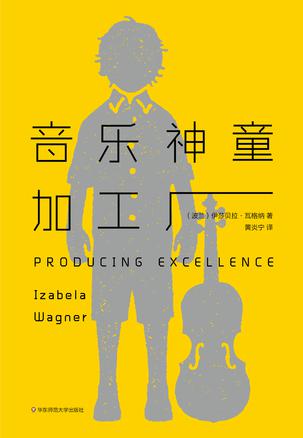 音乐神童
加工厂
（波兰）伊莎贝拉·瓦格纳 著
黄炎宁 译
PRODUCING EXCELLENCE
Izabela
Wagner
华东师范大学出版社